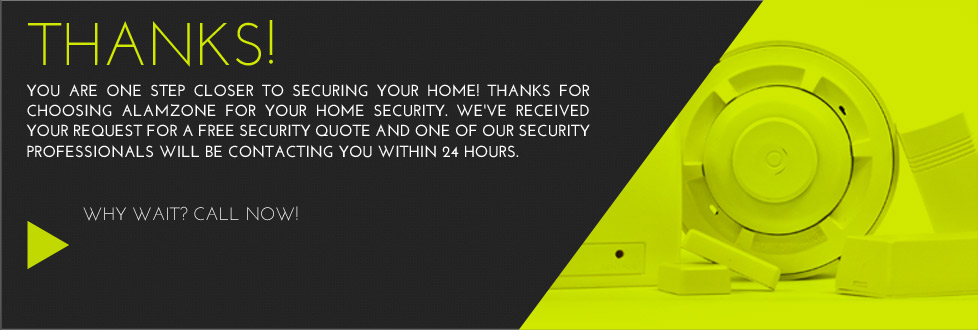 THANKS!
YOU ARE ONE STEP CLOSER TO SECURING YOUR HOME! THANKS FOR
CHOOSING ALAMZONE FOR YOUR HOME SECURITY. WE'VE RECEIVED
YOUR REQUEST FOR A FREE SECURITY QUOTE AND ONE OF OUR SECURITY
PROFESSIONALS WILL BE CONTACTING YOU WITHIN 24 HOURS.
WHY WAIT? CALL NOW!